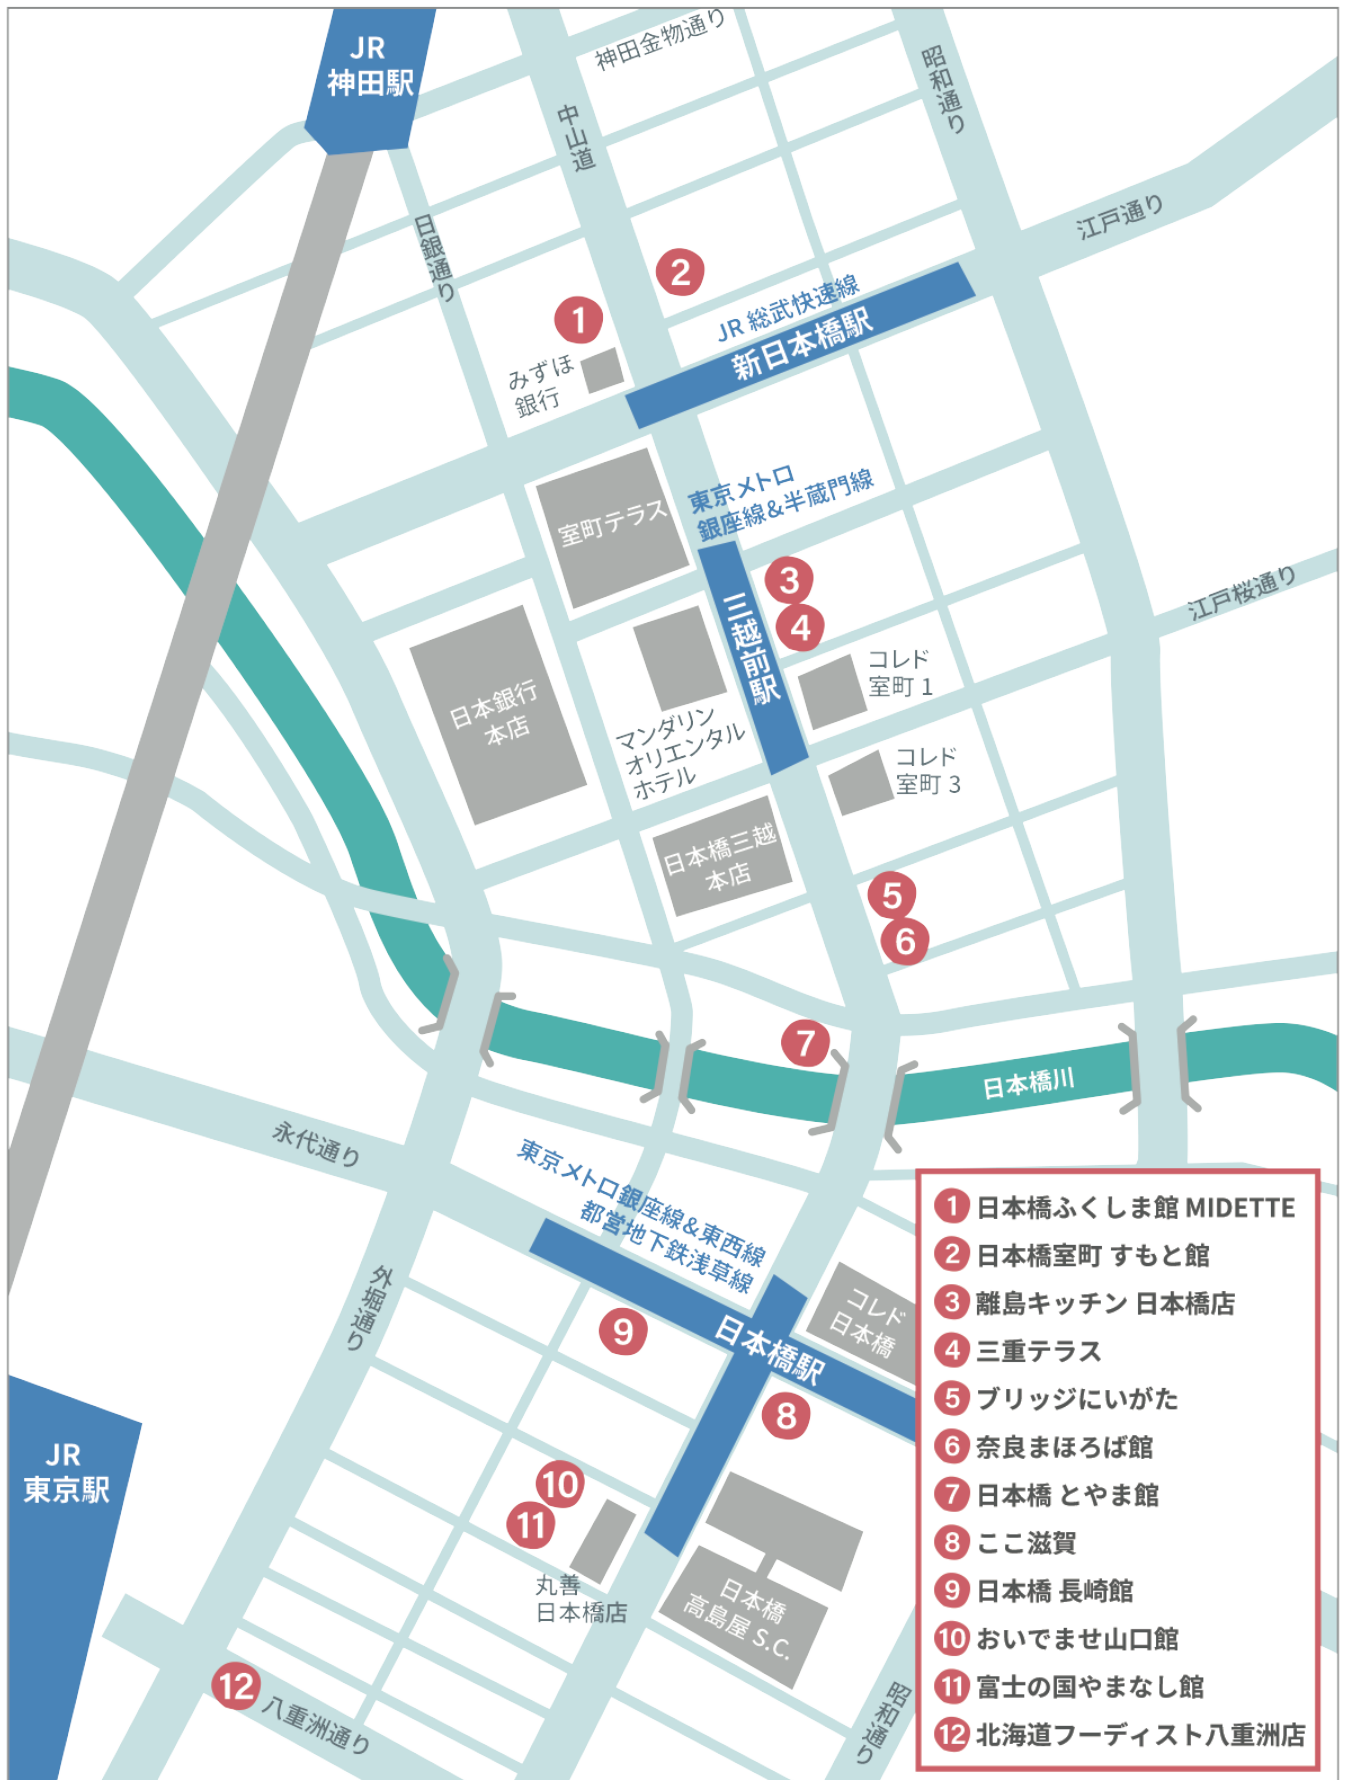 JR
神田駅
神田金物通り
中山道
昭和通り
日銀通り
江戸通り
2
1
JR 総武快速線
新日本橋駅
みずほ
銀行
室町テラス
東京メトロ
銀座線&半蔵門線
3
4
三越前駅
江戸桜通り
コレド
室町 1
日本銀行
本店
マンダリン
オリエンタル
ホテル
コレド
室町 3
日本橋三越
本店
5
6
7
日本橋川
永代通り
東京メトロ銀座線&東西線
都営地下鉄浅草線
外堀通り
9
日本橋駅
コレド
日本橋
8
JR
東京駅
10
11
丸善
日本橋店
日本橋
高島屋 S.C.
12
八重洲通り
昭和通り
1 日本橋ふくしま館 MIDETTE
2 日本橋室町 すもと館
3 離島キッチン 日本橋店
4 三重テラス
5 ブリッジにいがた
6 奈良まほろば館
7 日本橋 とやま館
8 ここ滋賀
9 日本橋 長崎館
10 おいでませ山口館
11 富士の国やまなし館
12 北海道フーディスト八重洲店